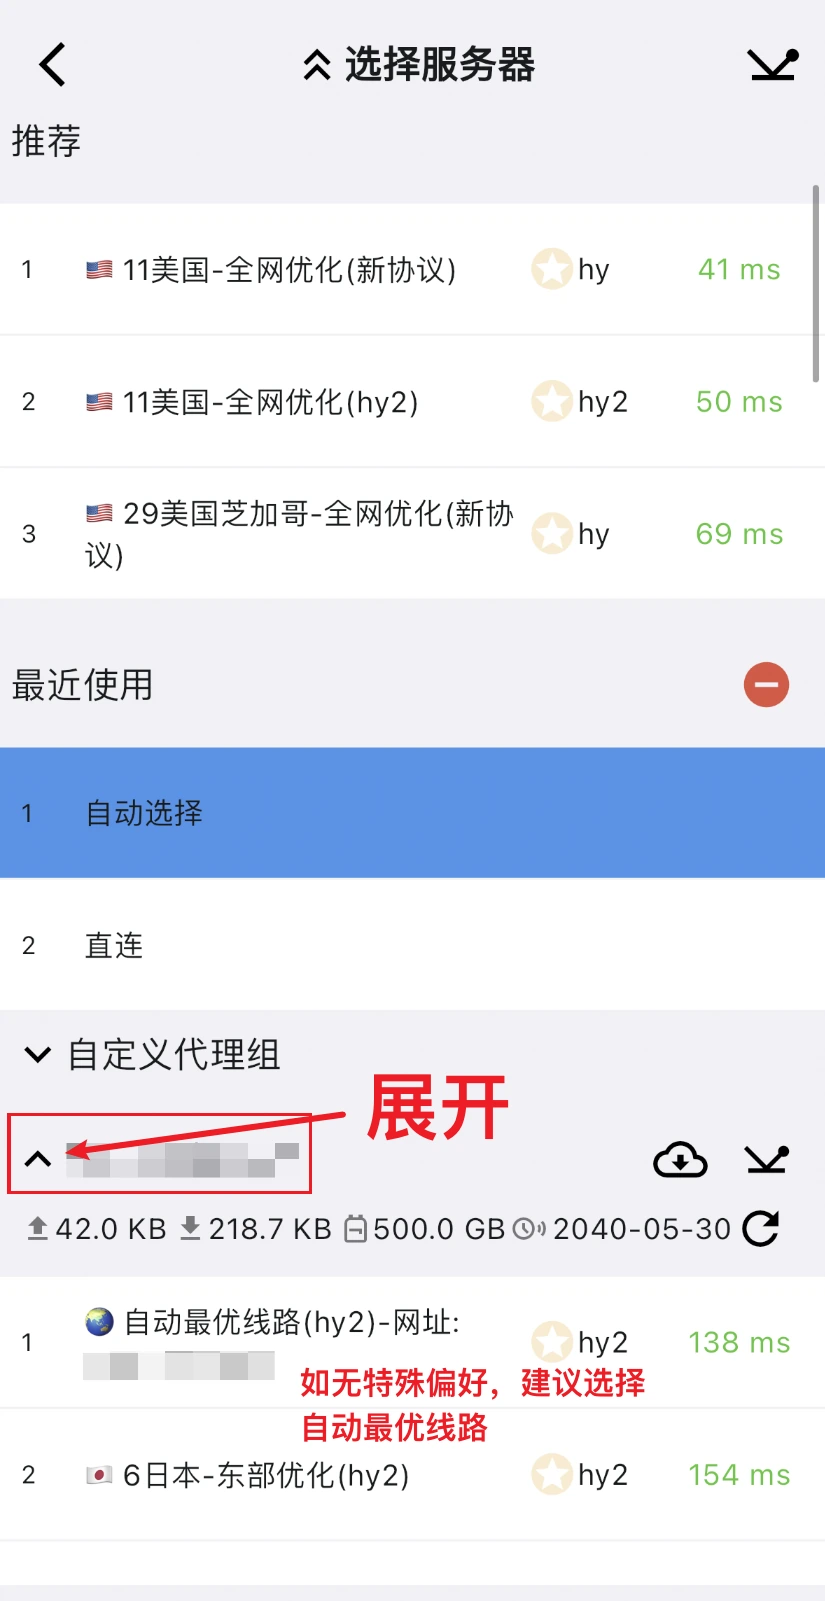 选择服务器
推荐
1 11美国-全网优化(新协议) hy 41 ms
2 11美国-全网优化(hy2) hy2 50 ms
3 29美国芝加哥-全网优化(新协
议) hy 69 ms
最近使用
1 自动选择
2 直连
自定义代理组
展开
42.0 KB 218.7 KB 500.0 GB 2040-05-30
1 自动最优线路(hy2)-网址: hy2 138 ms
如无特殊偏好，建议选择
自动最优线路
2 6日本-东部优化(hy2) hy2 154 ms